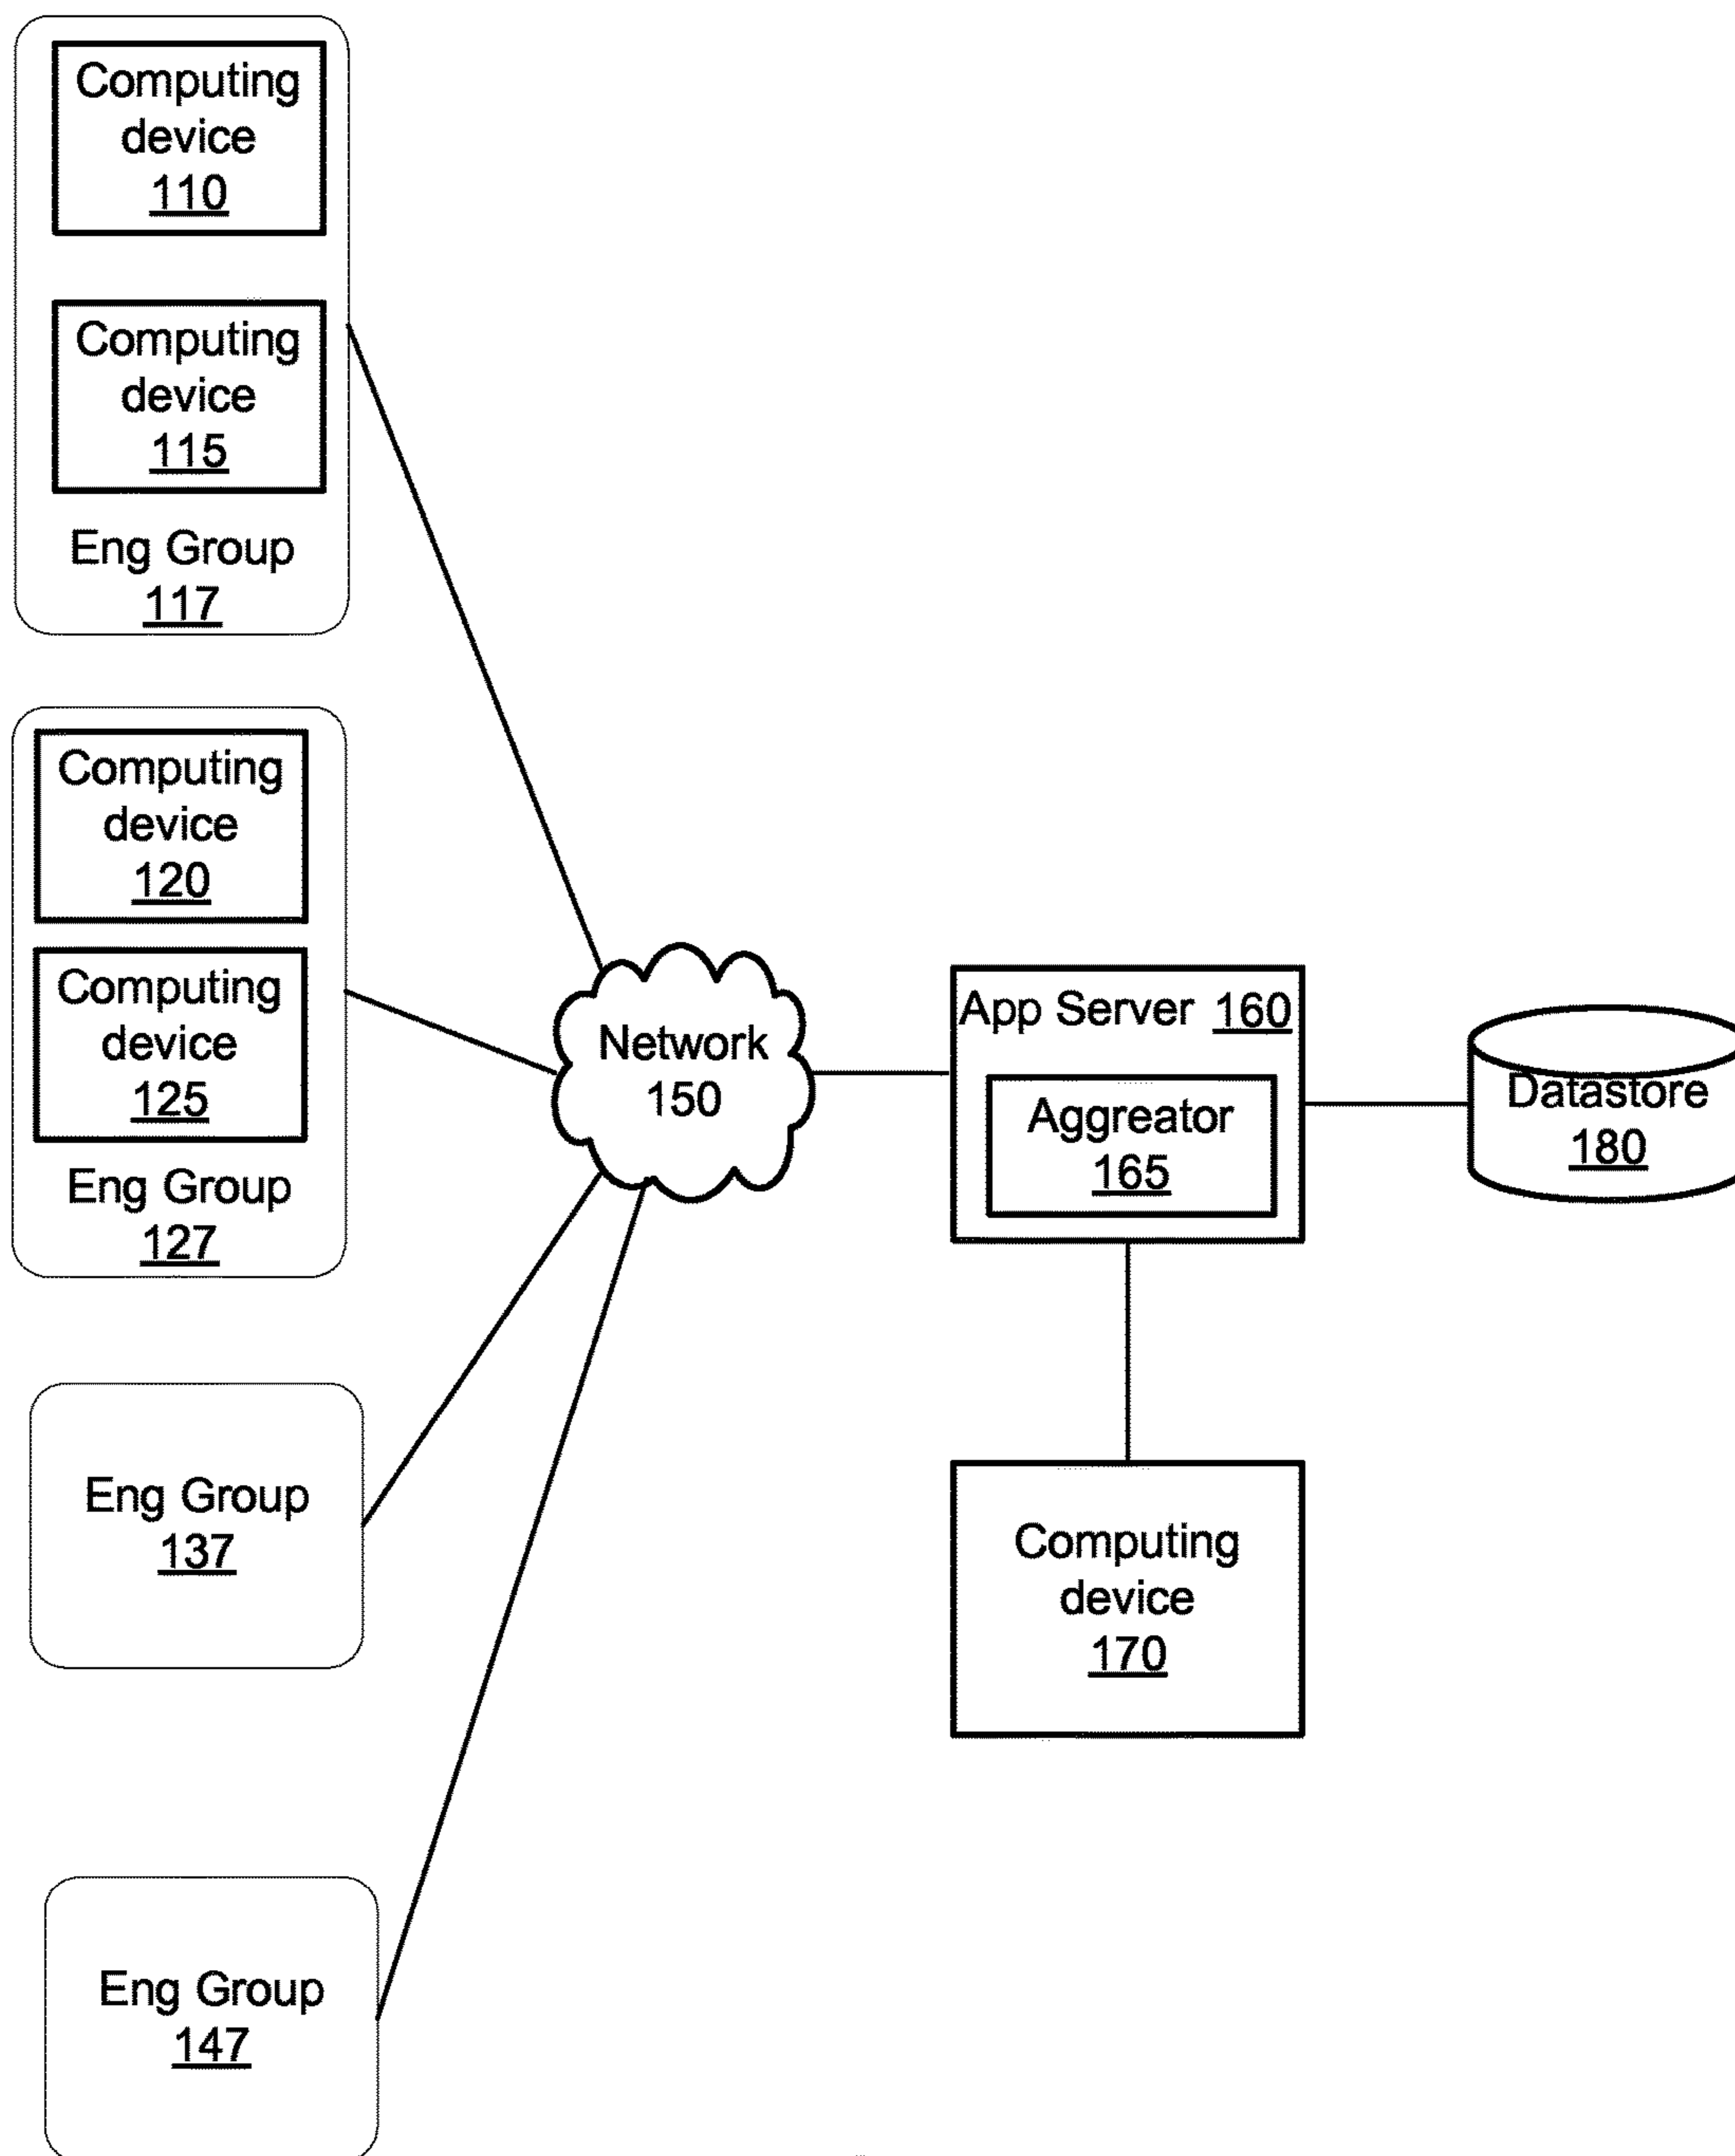 Computing
device
110
Computing
device
115
Eng Group
117
Computing
device
120
Computing
device
125
Eng Group
127
Eng Group
137
Eng Group
147
Network
150
App Server 160
Aggreator
165
Datastore
180
Computing
device
170